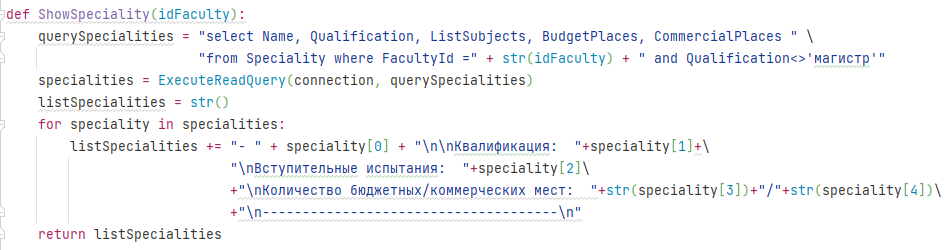 def ShowSpeciality(idFaculty):
querySpecialities = "select Name, Qualification, ListSubjects, BudgetPlaces, CommercialPlaces " \
"from Speciality where FacultyId =" + str(idFaculty) + " and Qualification<>'магистр'"
specialities = ExecuteReadQuery(connection, querySpecialities)
listSpecialities = str()
for speciality in specialities:
listSpecialities += "- " + speciality[0] + "\n\nКвалификация:  "+speciality[1]+\
"\nВступительные испытания:  "+speciality[2]\
+"\nКоличество бюджетных/коммерческих мест:  "+str(speciality[3])+"/"+str(speciality[4])\
+"\n-------------------------------------\n"
return listSpecialities